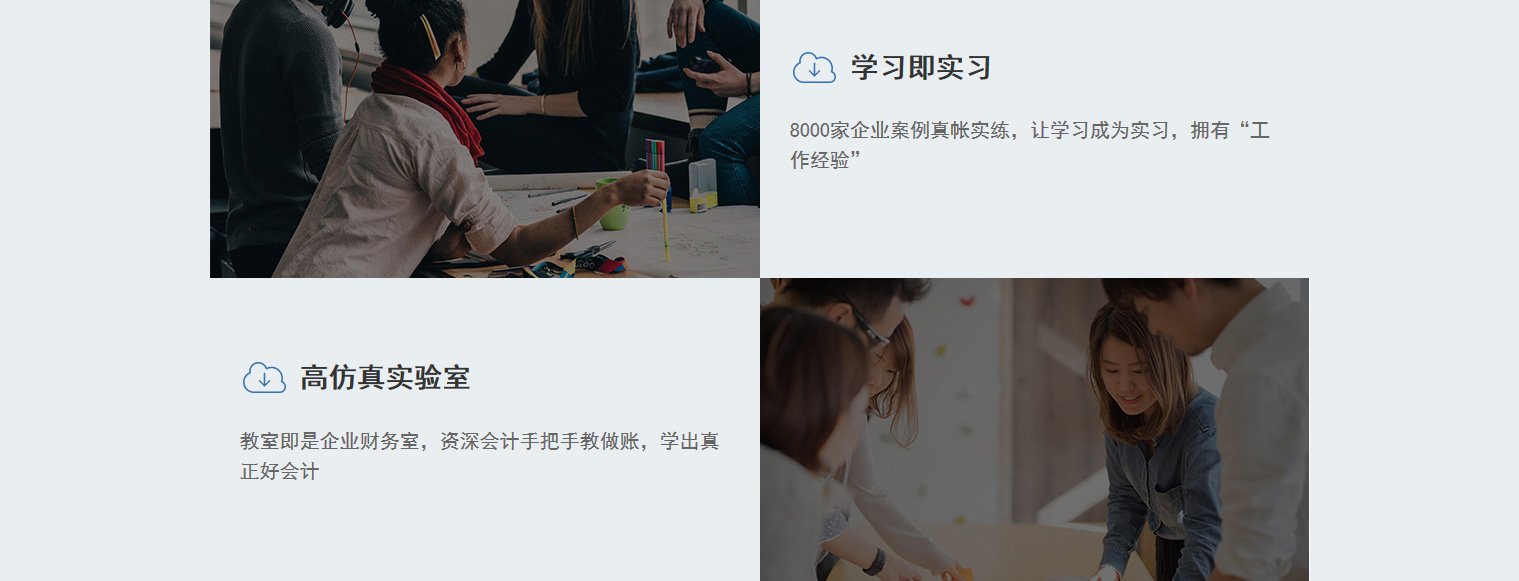 学习即实习
8000家企业案例真帐实练，让学习成为实习，拥有“工
作经验”
高仿真实验室
教室即是企业财务室，资深会计手把手教做账，学出真
正好会计